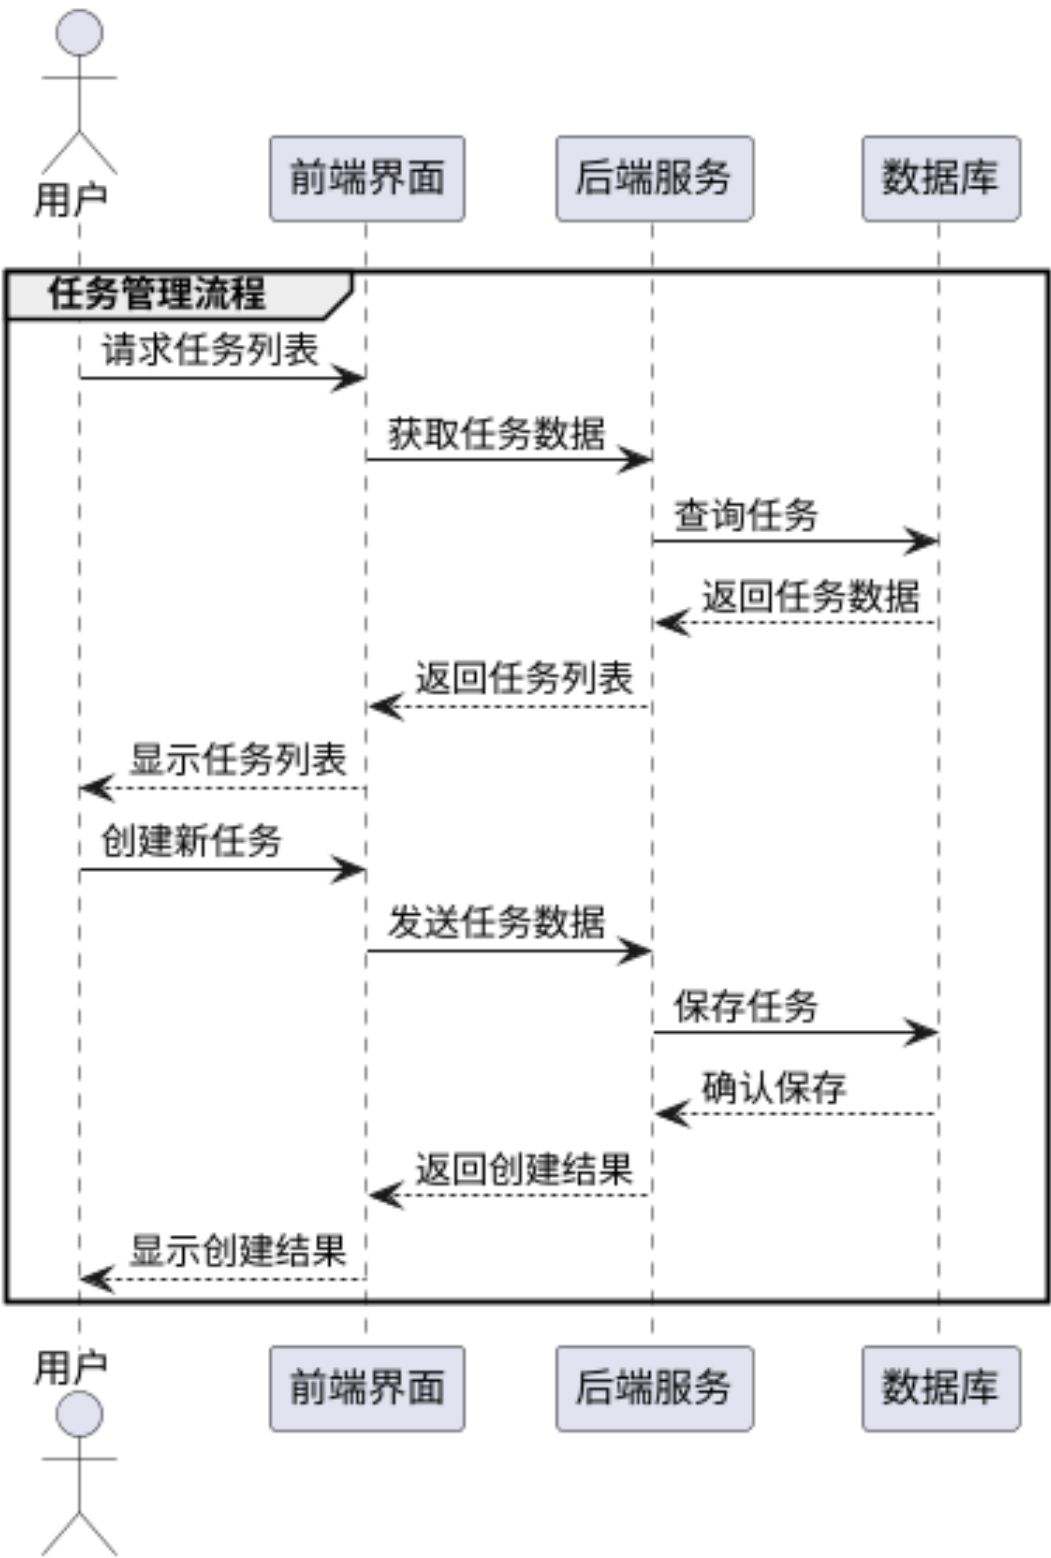 用户
前端界面
后端服务
数据库
任务管理流程
请求任务列表
获取任务数据
查询任务
返回任务数据
返回任务列表
显示任务列表
创建新任务
发送任务数据
保存任务
确认保存
返回创建结果
显示创建结果
用户
前端界面
后端服务
数据库